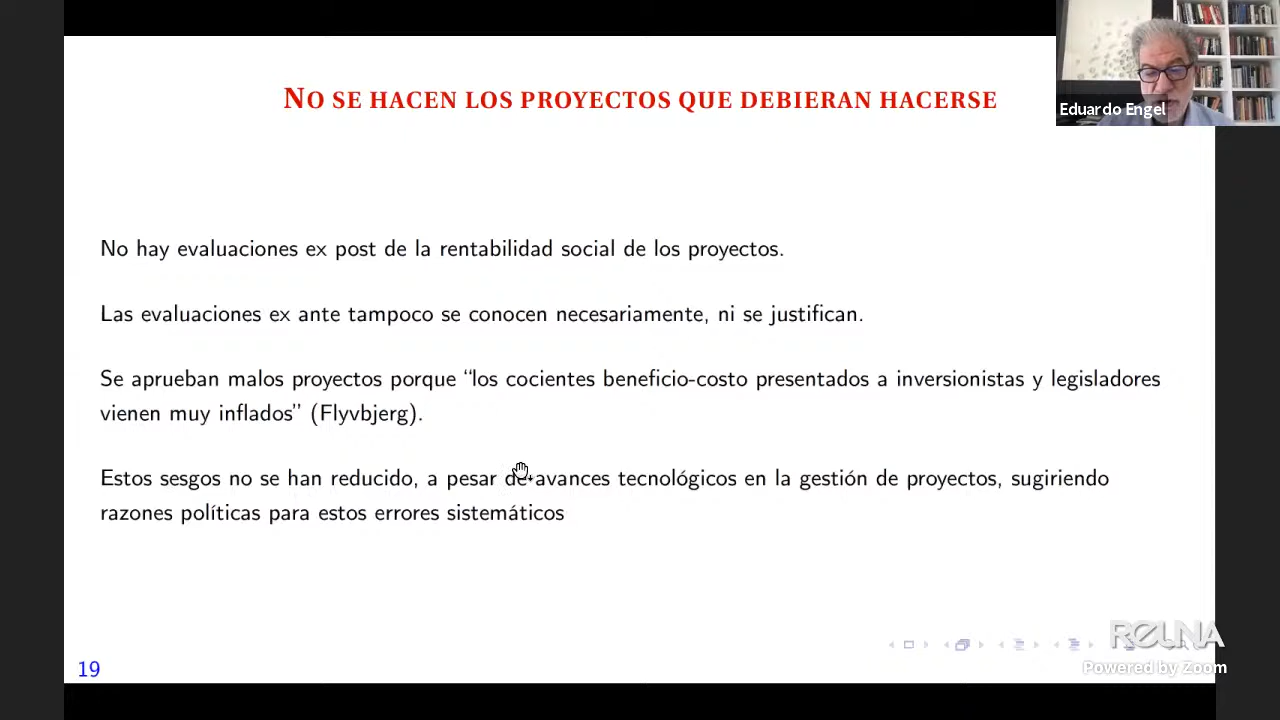 NO SE HACEN LOS PROYECTOS QUE DEBIERAN HACERSE
Eduardo Engel
No hay evaluaciones ex post de la rentabilidad social de los proyectos.
Las evaluaciones ex ante tampoco se conocen necesariamente, ni se justifican.
Se aprueban malos proyectos porque “los cocientes beneficio-costo presentados a inversionistas y legisladores
vienen muy inflados” (Flyvbjerg).
Estos sesgos no se han reducido, a pesar de avances tecnológicos en la gestión de proyectos, sugiriendo
razones políticas para estos errores sistemáticos
REUNA
Powered by Zoom
19